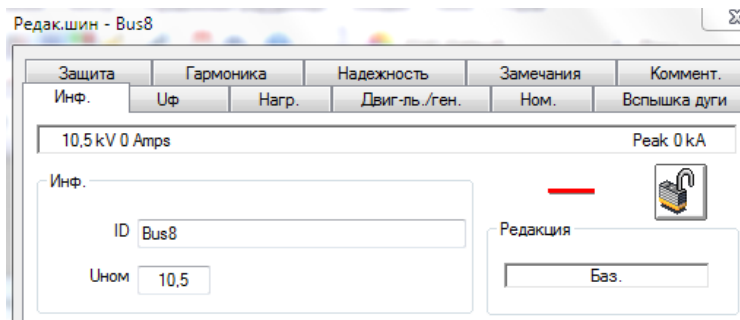 Редак.шин - Bus8
Защита Гармоника Надежность Замечания Коммент.
Инф. Uф Нагр. Двиг-ль./ген. Ном. Вспышка дуги
10,5 kV 0 Amps Peak 0 kA
Инф.
ID Bus8
Редакция
Uном 10,5
Баз.